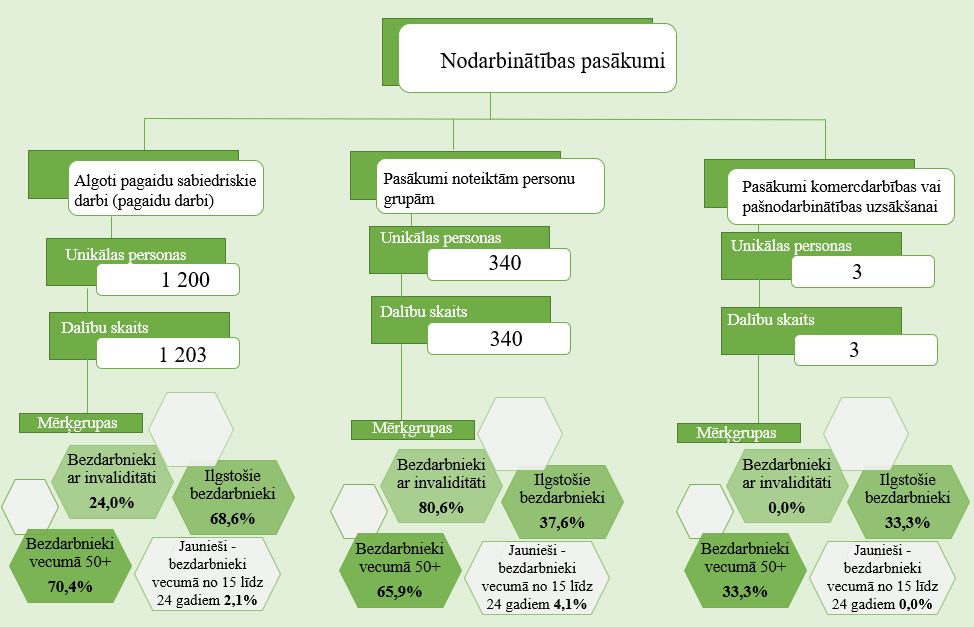 Nodarbinātības pasākumi
Algoti pagaidu sabiedriskie
darbi (pagaidu darbi)
Unikālas personas
1 200
Dalību skaits
1 203
Mērķgrupas
Bezdarbnieki
ar invaliditāti
24,0%
Ilgstošie
bezdarbnieki
68,6%
Bezdarbnieki
vecumā 50+
70,4%
Jaunieši -
bezdarbnieki
vecumā no 15 līdz
24 gadiem 2,1%
Pasākumi noteiktām personu
grupām
Unikālas personas
340
Dalību skaits
340
Mērķgrupas
Bezdarbnieki
ar invaliditāti
80,6%
Ilgstošie
bezdarbnieki
37,6%
Bezdarbnieki
vecumā 50+
65,9%
Jaunieši -
bezdarbnieki
vecumā no 15 līdz
24 gadiem 4,1%
Pasākumi komercdarbības vai
pašnodarbinātības uzsākšanai
Unikālas personas
3
Dalību skaits
3
Mērķgrupas
Bezdarbnieki
ar invaliditāti
0,0%
Ilgstošie
bezdarbnieki
33,3%
Bezdarbnieki
vecumā 50+
33,3%
Jaunieši -
bezdarbnieki
vecumā no 15 līdz
24 gadiem 0,0%